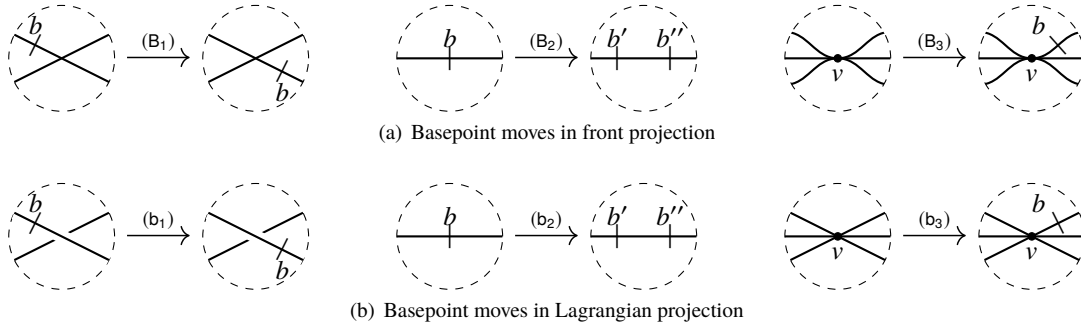 b (B₁) b b (B₂) b′ b″ v (B₃) b v
(a) Basepoint moves in front projection
b (b₁) b b (b₂) b′ b″ v (b₃) b v
(b) Basepoint moves in Lagrangian projection